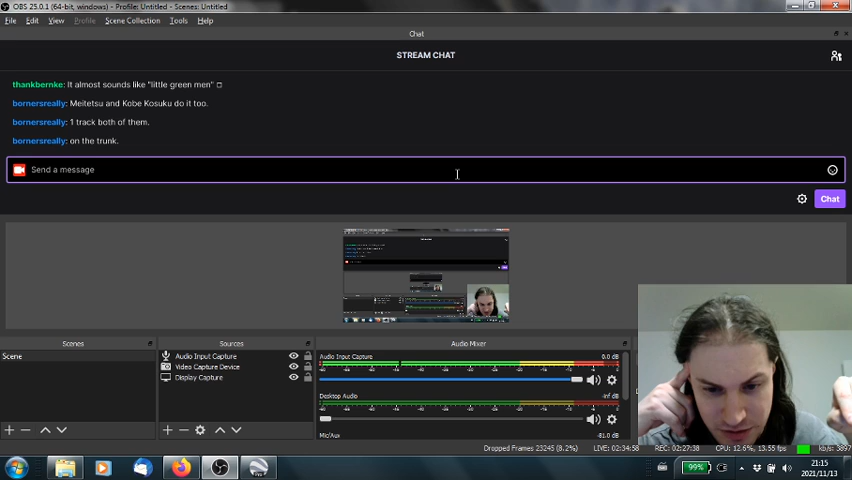 OBS 25.0.1 (64-bit, windows) - Profile: Untitled - Scenes: Untitled
File Edit View Profile Scene Collection Tools Help
Chat
STREAM CHAT
thankbernke: It almost sounds like "little green men" □
bornersreally: Meitetsu and Kobe Kosuku do it too.
bornersreally: 1 track both of them.
bornersreally: on the trunk.
Send a message
Chat
Scenes
Scene
Sources
Audio Input Capture
Video Capture Device
Display Capture
Audio Mixer
Audio Input Capture 0.0 dB
Desktop Audio -inf dB
Mic/Aux -81.0 dB
Dropped Frames 23245 (8.2%) LIVE: 02:34:58 REC: 02:27:38 CPU: 12.6%, 13.55 fps kb/s: 3897
99%
21:15
2021/11/13